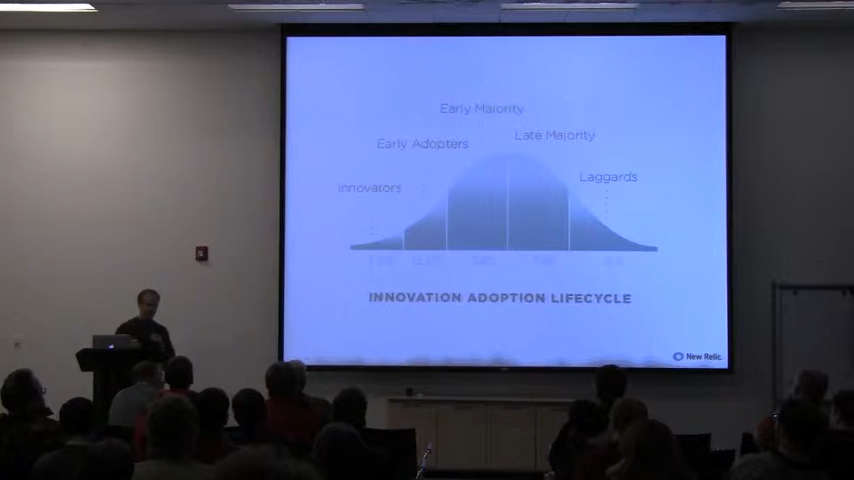 Early Majority
Late Majority
Early Adopters
Laggards
Innovators
INNOVATION ADOPTION LIFECYCLE
New Relic.